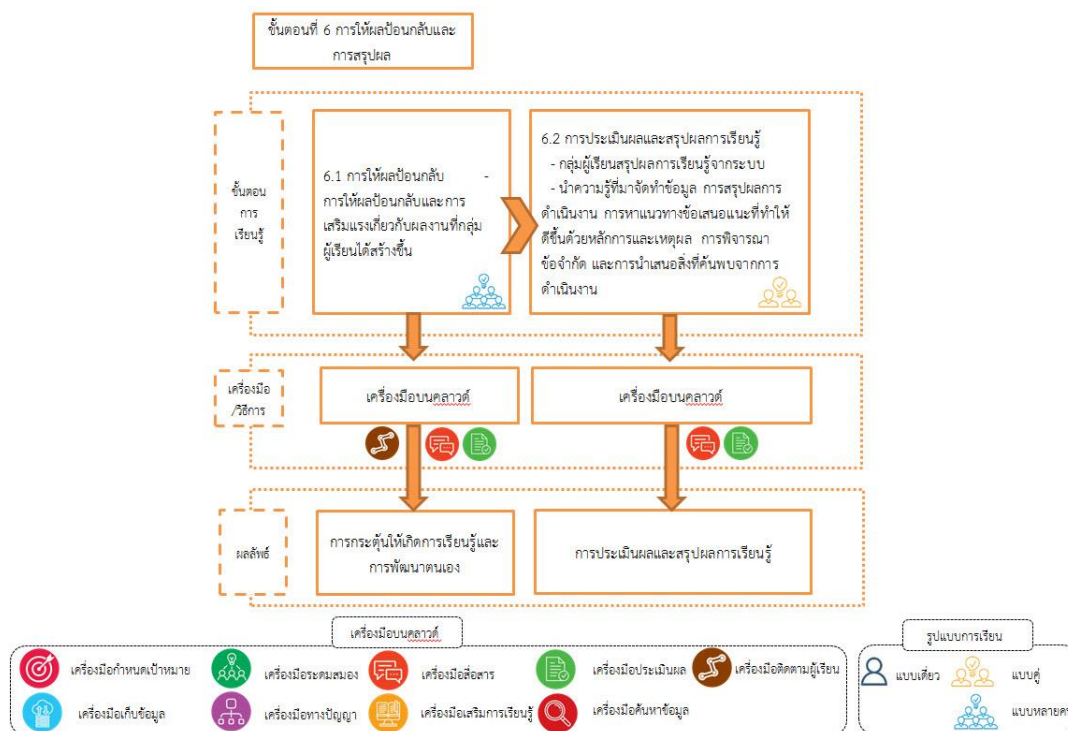 ขั้นตอนที่ 6 การให้ผลป้อนกลับและ
การสรุปผล
ขั้นตอน
การ
เรียนรู้
6.1 การให้ผลป้อนกลับ -
การให้ผลป้อนกลับและการ
เสริมแรงเกี่ยวกับผลงานที่กลุ่ม
ผู้เรียนได้สร้างขึ้น
6.2 การประเมินผลและสรุปผลการเรียนรู้
- กลุ่มผู้เรียนสรุปผลการเรียนรู้จากระบบ
- นำความรู้ที่มาจัดทำข้อมูล การสรุปผลการ
ดำเนินงาน การหาแนวทางข้อเสนอแนะที่ทำให้
ดีขึ้นด้วยหลักการและเหตุผล การพิจารณา
ข้อจำกัด และการนำเสนอสิ่งที่ค้นพบจากการ
ดำเนินงาน
เครื่องมือ
/วิธีการ
เครื่องมือบนคลาวด์
เครื่องมือบนคลาวด์
ผลลัพธ์
การกระตุ้นให้เกิดการเรียนรู้และ
การพัฒนาตนเอง
การประเมินผลและสรุปผลการเรียนรู้
เครื่องมือบนคลาวด์
เครื่องมือกำหนดเป้าหมาย
เครื่องมือระดมสมอง
เครื่องมือสื่อสาร
เครื่องมือประเมินผล
เครื่องมือติดตามผู้เรียน
เครื่องมือเก็บข้อมูล
เครื่องมือทางปัญญา
เครื่องมือเสริมการเรียนรู้
เครื่องมือค้นหาข้อมูล
รูปแบบการเรียน
แบบเดี่ยว
แบบคู่
แบบหลายค